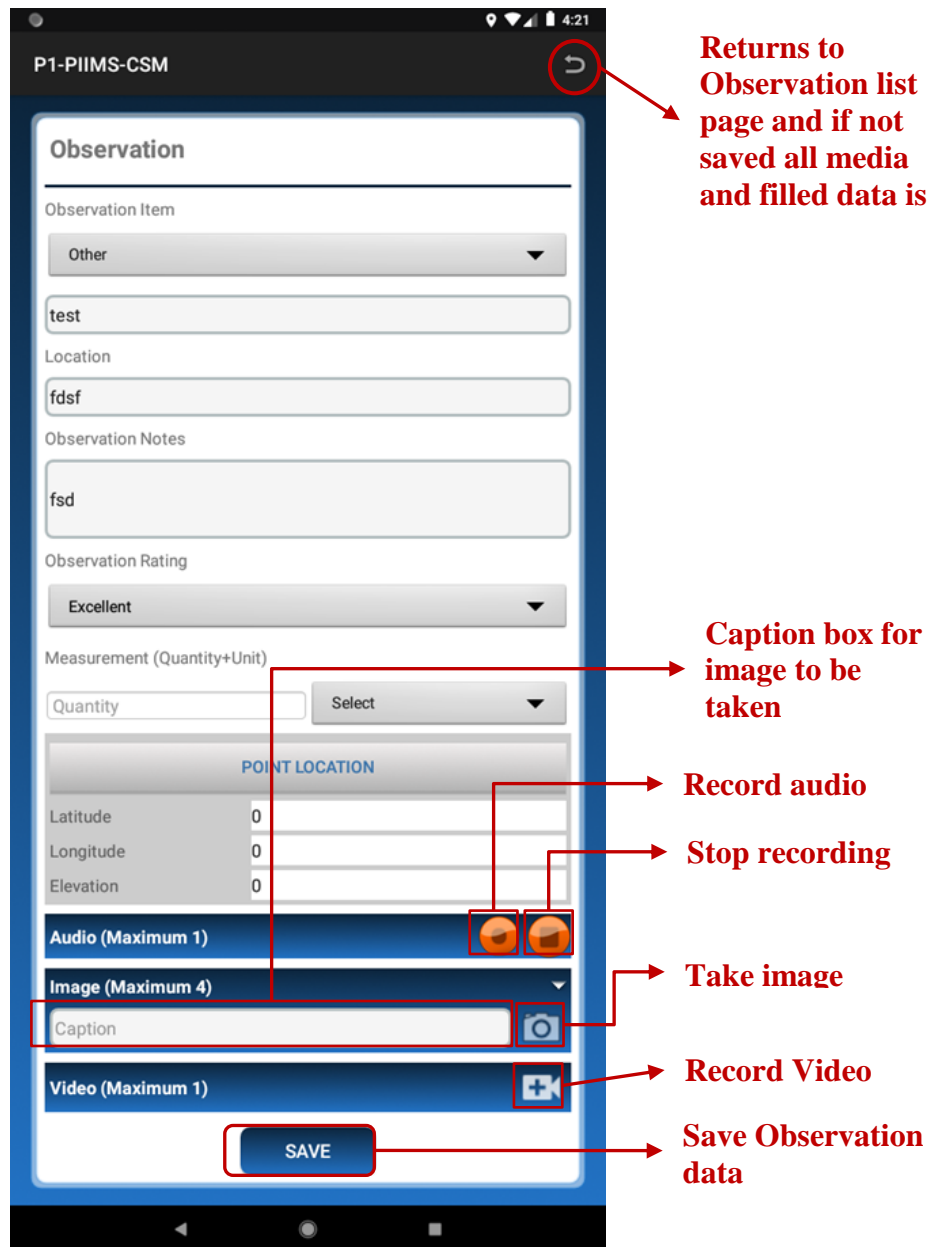 4:21
P1-PIIMS-CSM
Returns to
Observation list
page and if not
saved all media
and filled data is
Observation
Observation Item
Other
test
Location
fdsf
Observation Notes
fsd
Observation Rating
Excellent
Caption box for
image to be
taken
Measurement (Quantity+Unit)
Quantity
Select
POINT LOCATION
Record audio
Latitude 0
Longitude 0
Stop recording
Elevation 0
Audio (Maximum 1)
Image (Maximum 4)
Take image
Caption
Video (Maximum 1)
Record Video
SAVE
Save Observation
data